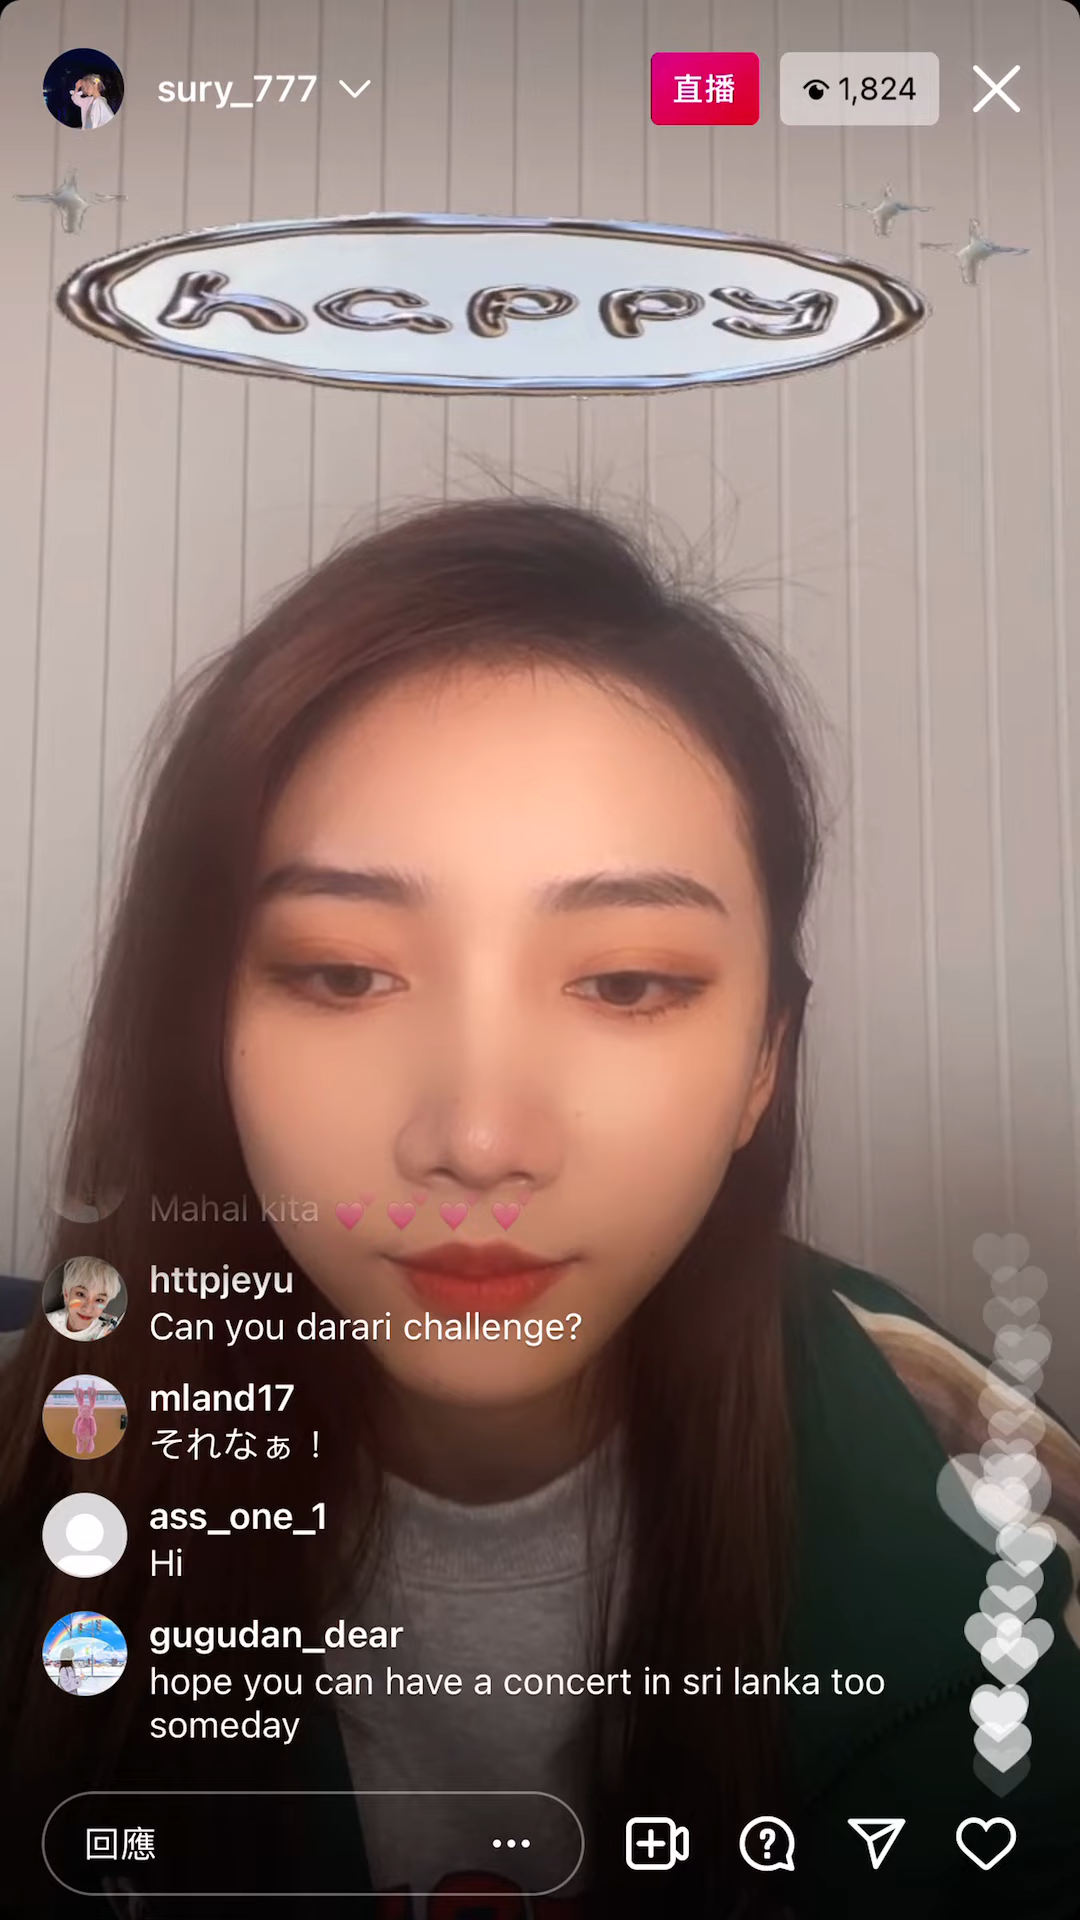 sury_777
直播
1,824
happy
Mahal kita 💕 💕 💕 💕
httpjeyu
Can you darari challenge?
mland17
それなぁ！
ass_one_1
Hi
gugudan_dear
hope you can have a concert in sri lanka too
someday
回應